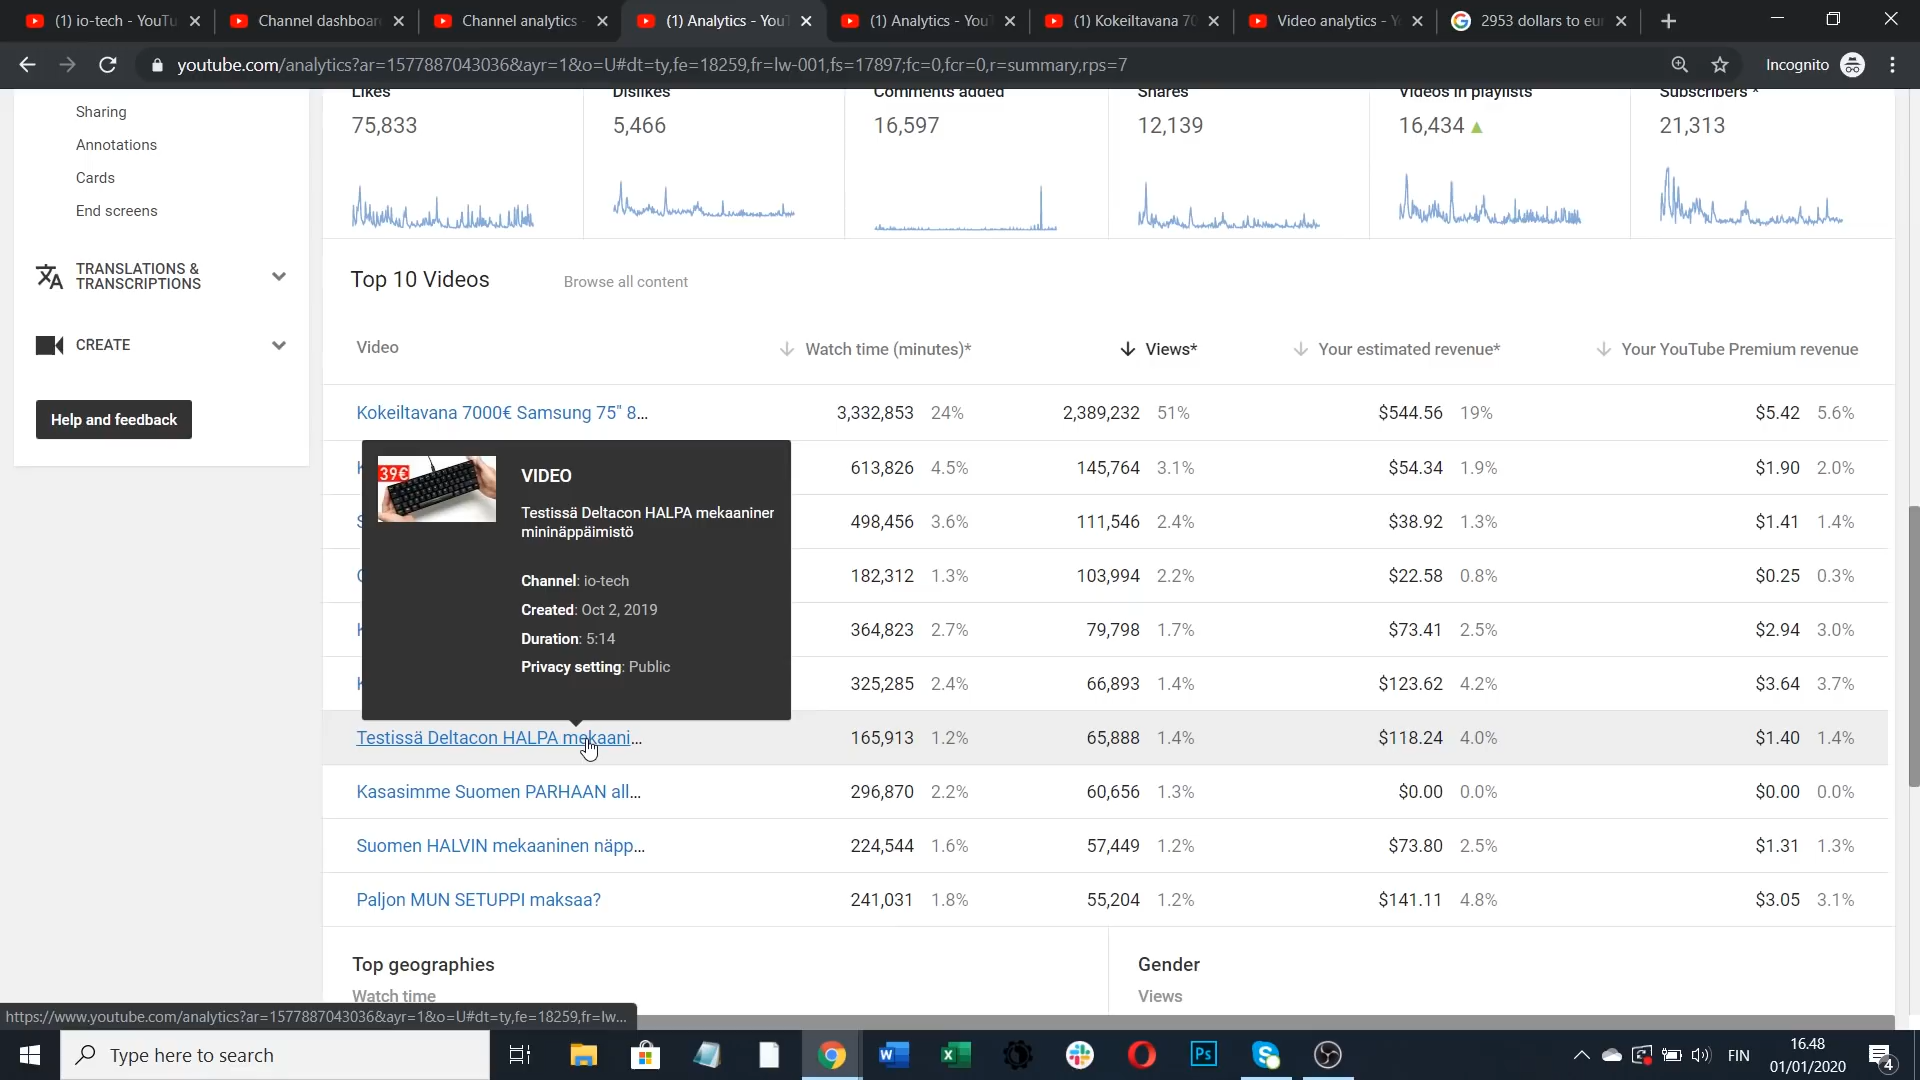 (1) io-tech - YouTu
Channel dashboar
Channel analytics -
(1) Analytics - You
(1) Analytics - You
(1) Kokeiltavana 70
Video analytics - Y
2953 dollars to eur
youtube.com/analytics?ar=1577887043036&ayr=1&o=U#dt=ty,fe=18259,fr=lw-001,fs=17897;fc=0,fcr=0,r=summary,rps=7
Incognito
Sharing
Annotations
Cards
End screens
TRANSLATIONS &
TRANSCRIPTIONS
CREATE
Help and feedback
Likes Dislikes Comments added Shares Videos in playlists Subscribers *
75,833 5,466 16,597 12,139 16,434 21,313
Top 10 Videos Browse all content
Video Watch time (minutes)* Views* Your estimated revenue* Your YouTube Premium revenue
Kokeiltavana 7000€ Samsung 75" 8... 3,332,853 24% 2,389,232 51% $544.56 19% $5.42 5.6%
613,826 4.5% 145,764 3.1% $54.34 1.9% $1.90 2.0%
498,456 3.6% 111,546 2.4% $38.92 1.3% $1.41 1.4%
182,312 1.3% 103,994 2.2% $22.58 0.8% $0.25 0.3%
364,823 2.7% 79,798 1.7% $73.41 2.5% $2.94 3.0%
325,285 2.4% 66,893 1.4% $123.62 4.2% $3.64 3.7%
39€
VIDEO
Testissä Deltacon HALPA mekaaniner
mininäppäimistö
Channel: io-tech
Created: Oct 2, 2019
Duration: 5:14
Privacy setting: Public
Testissä Deltacon HALPA mekaani... 165,913 1.2% 65,888 1.4% $118.24 4.0% $1.40 1.4%
Kasasimme Suomen PARHAAN all... 296,870 2.2% 60,656 1.3% $0.00 0.0% $0.00 0.0%
Suomen HALVIN mekaaninen näpp... 224,544 1.6% 57,449 1.2% $73.80 2.5% $1.31 1.3%
Paljon MUN SETUPPI maksaa? 241,031 1.8% 55,204 1.2% $141.11 4.8% $3.05 3.1%
Top geographies Gender
Watch time Views
https://www.youtube.com/analytics?ar=1577887043036&ayr=1&o=U#dt=ty,fe=18259,fr=lw...
Type here to search
FIN
16.48
01/01/2020
4